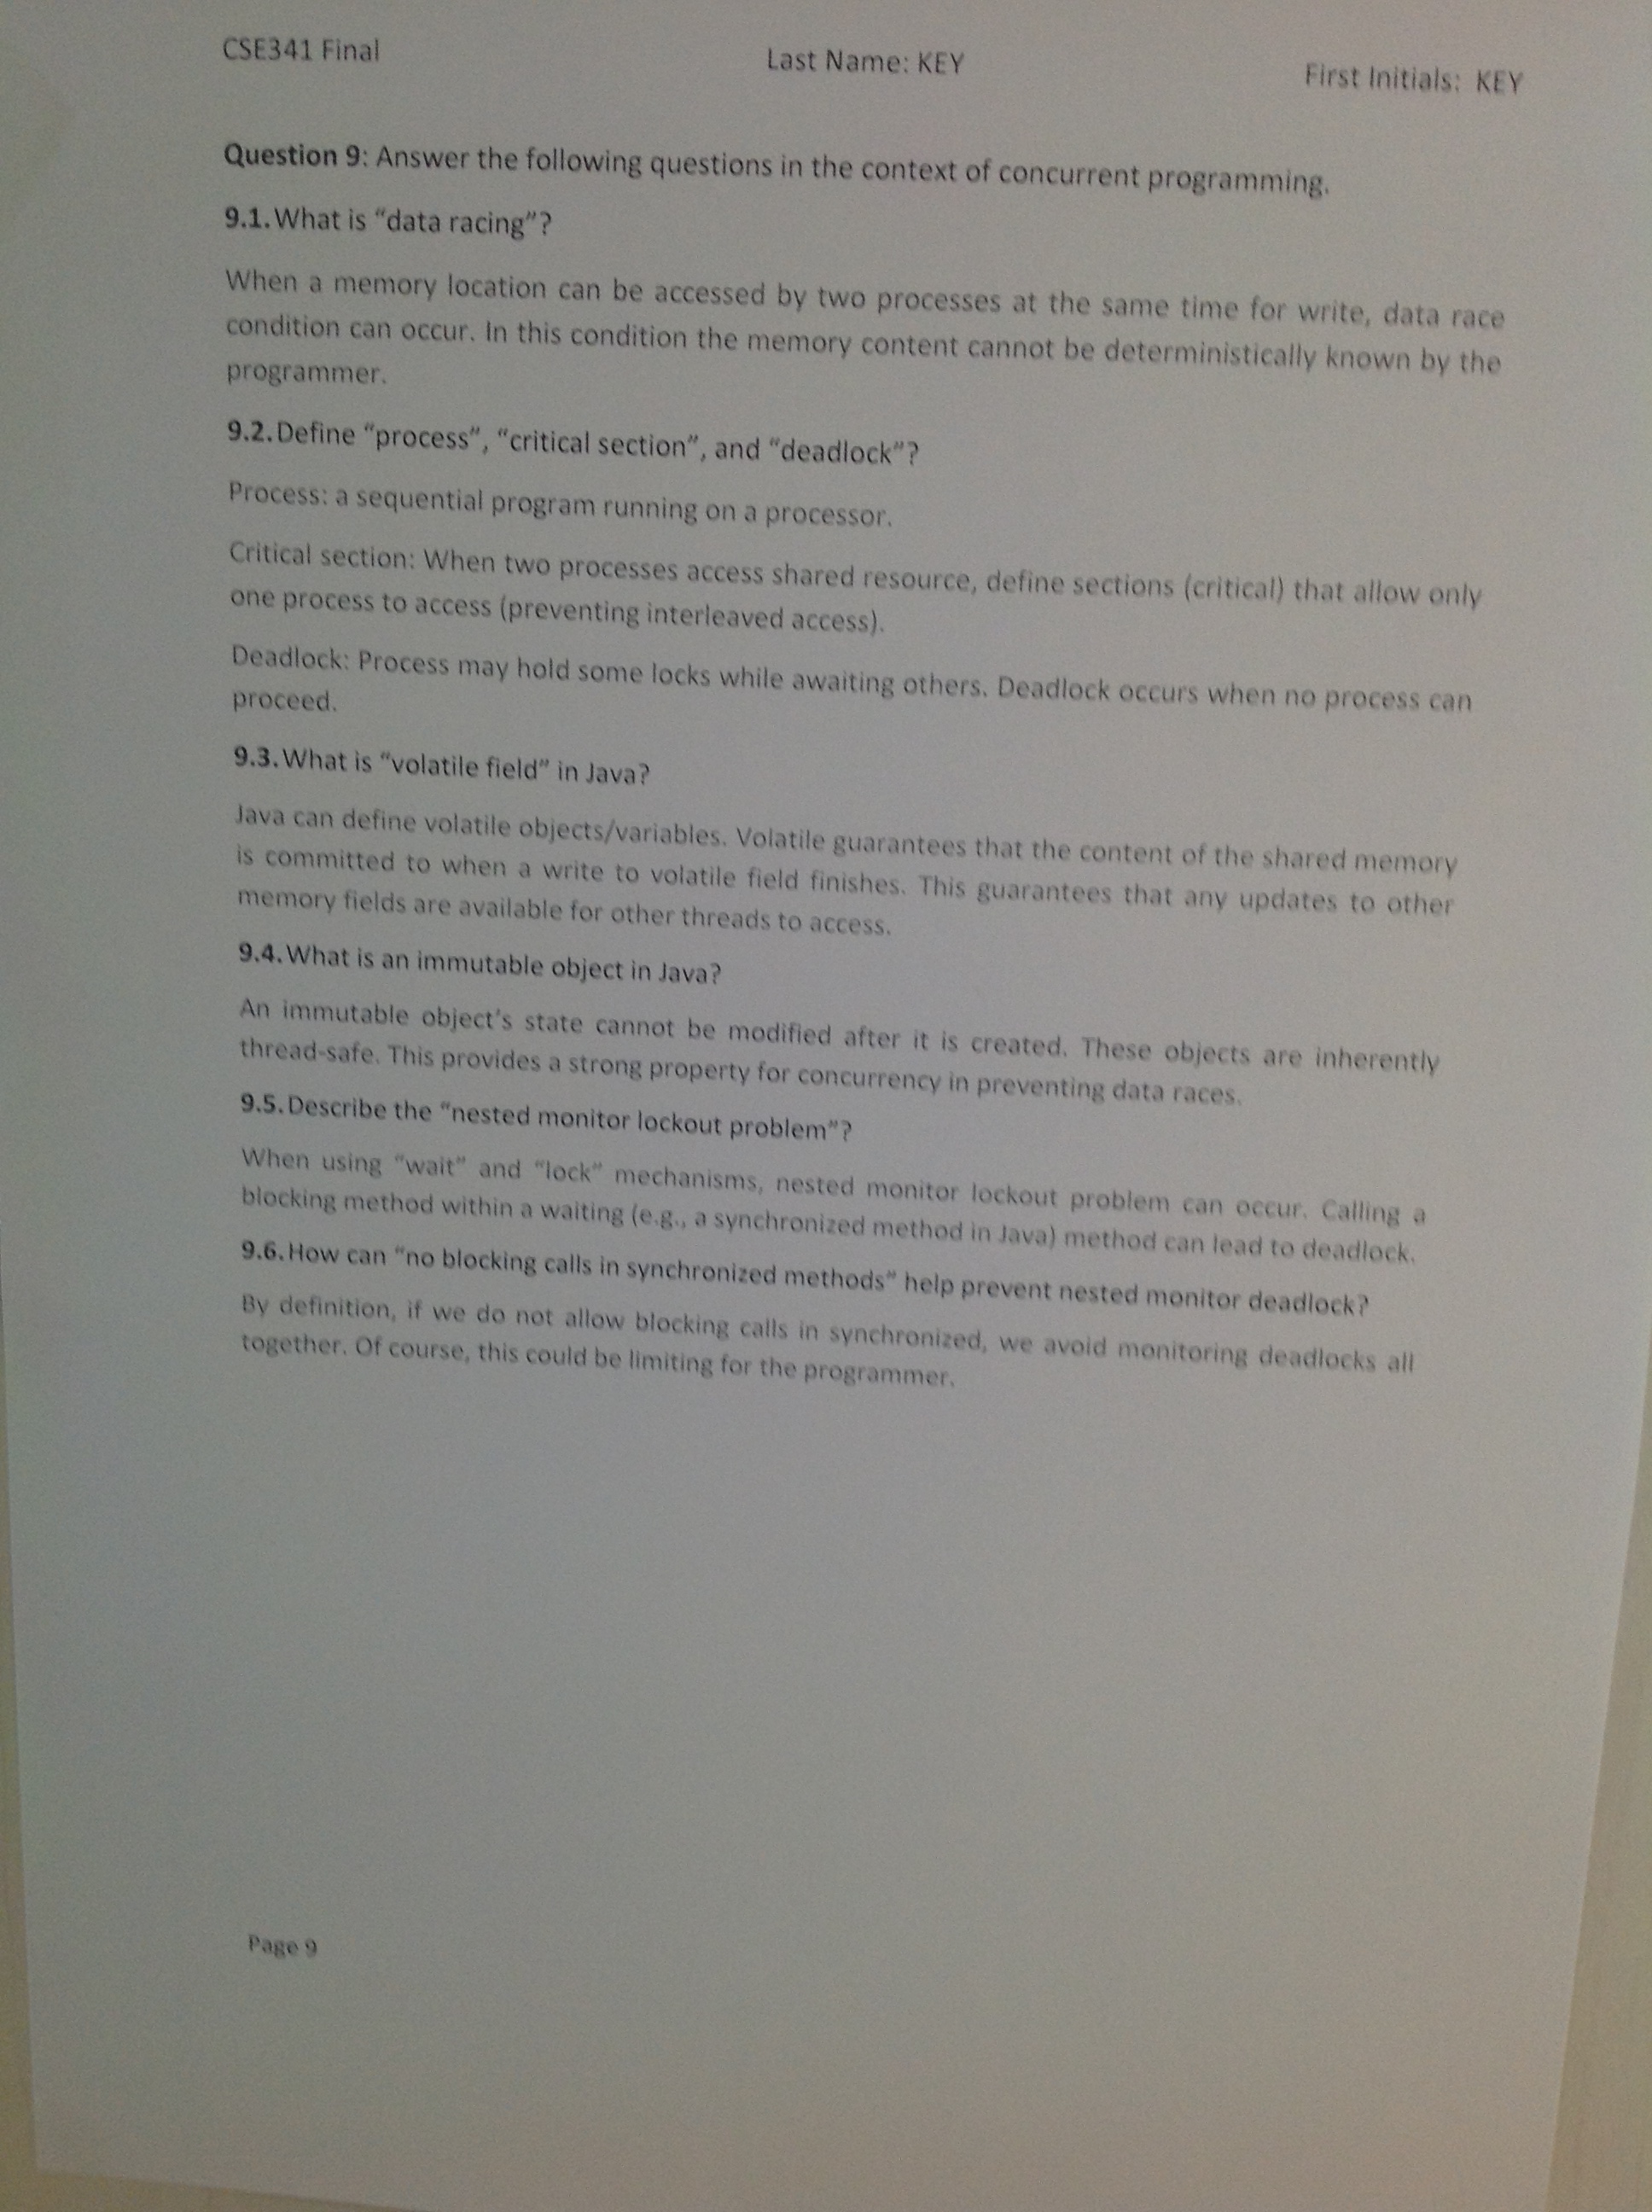 CSE341 Final Last Name: KEY First Initials: KEY
Question 9: Answer the following questions in the context of concurrent programming.
9.1. What is “data racing”?
When a memory location can be accessed by two processes at the same time for write, data race
condition can occur. In this condition the memory content cannot be deterministically known by the
programmer.
9.2. Define “process”, “critical section”, and “deadlock”?
Process: a sequential program running on a processor.
Critical section: When two processes access shared resource, define sections (critical) that allow only
one process to access (preventing interleaved access).
Deadlock: Process may hold some locks while awaiting others. Deadlock occurs when no process can
proceed.
9.3. What is “volatile field” in Java?
Java can define volatile objects/variables. Volatile guarantees that the content of the shared memory
is committed to when a write to volatile field finishes. This guarantees that any updates to other
memory fields are available for other threads to access.
9.4. What is an immutable object in Java?
An immutable object’s state cannot be modified after it is created. These objects are inherently
thread-safe. This provides a strong property for concurrency in preventing data races.
9.5. Describe the “nested monitor lockout problem”?
When using “wait” and “lock” mechanisms, nested monitor lockout problem can occur. Calling a
blocking method within a waiting (e.g., a synchronized method in Java) method can lead to deadlock.
9.6. How can “no blocking calls in synchronized methods” help prevent nested monitor deadlock?
By definition, if we do not allow blocking calls in synchronized, we avoid monitoring deadlocks all
together. Of course, this could be limiting for the programmer.
Page 9